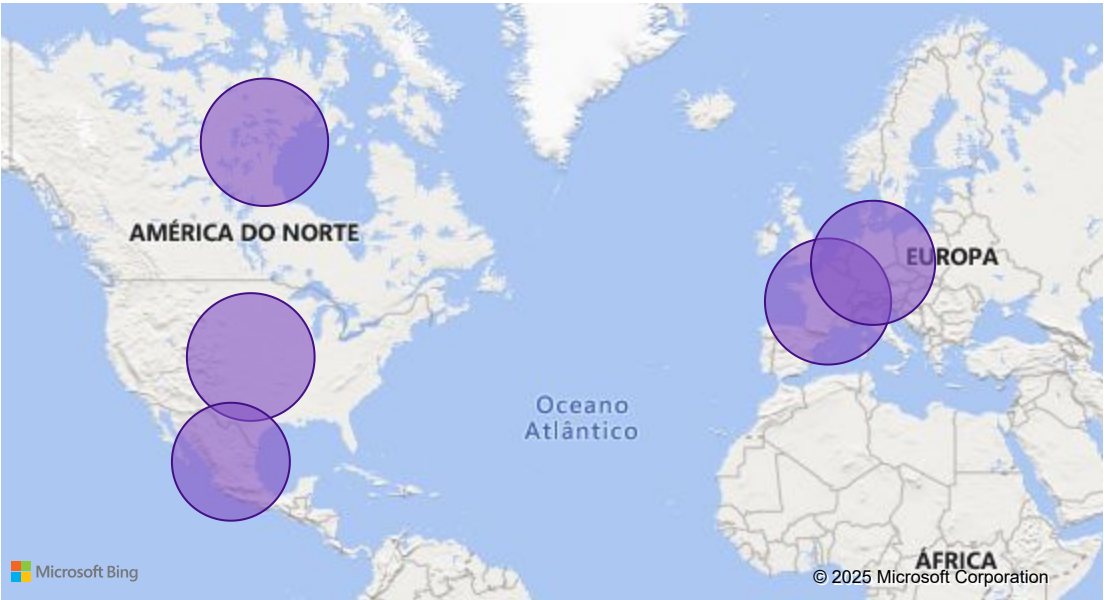 AMÉRICA DO NORTE
EUROPA
Oceano
Atlântico
ÁFRICA
Microsoft Bing
© 2025 Microsoft Corporation